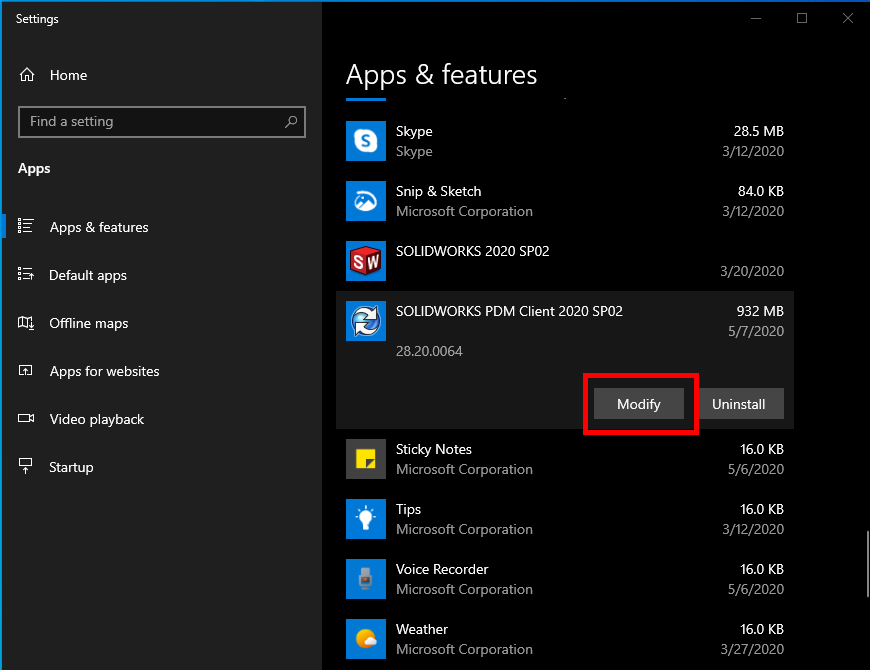 Settings
Home
Find a setting
Apps
Apps & features
Default apps
Offline maps
Apps for websites
Video playback
Startup
Apps & features
Skype 28.5 MB
Skype 3/12/2020
Snip & Sketch 84.0 KB
Microsoft Corporation 3/12/2020
SW
SOLIDWORKS 2020 SP02
3/20/2020
SOLIDWORKS PDM Client 2020 SP02 932 MB
5/7/2020
28.20.0064
Modify Uninstall
Sticky Notes 16.0 KB
Microsoft Corporation 5/6/2020
Tips 16.0 KB
Microsoft Corporation 3/12/2020
Voice Recorder 16.0 KB
Microsoft Corporation 5/6/2020
Weather 16.0 KB
Microsoft Corporation 3/27/2020